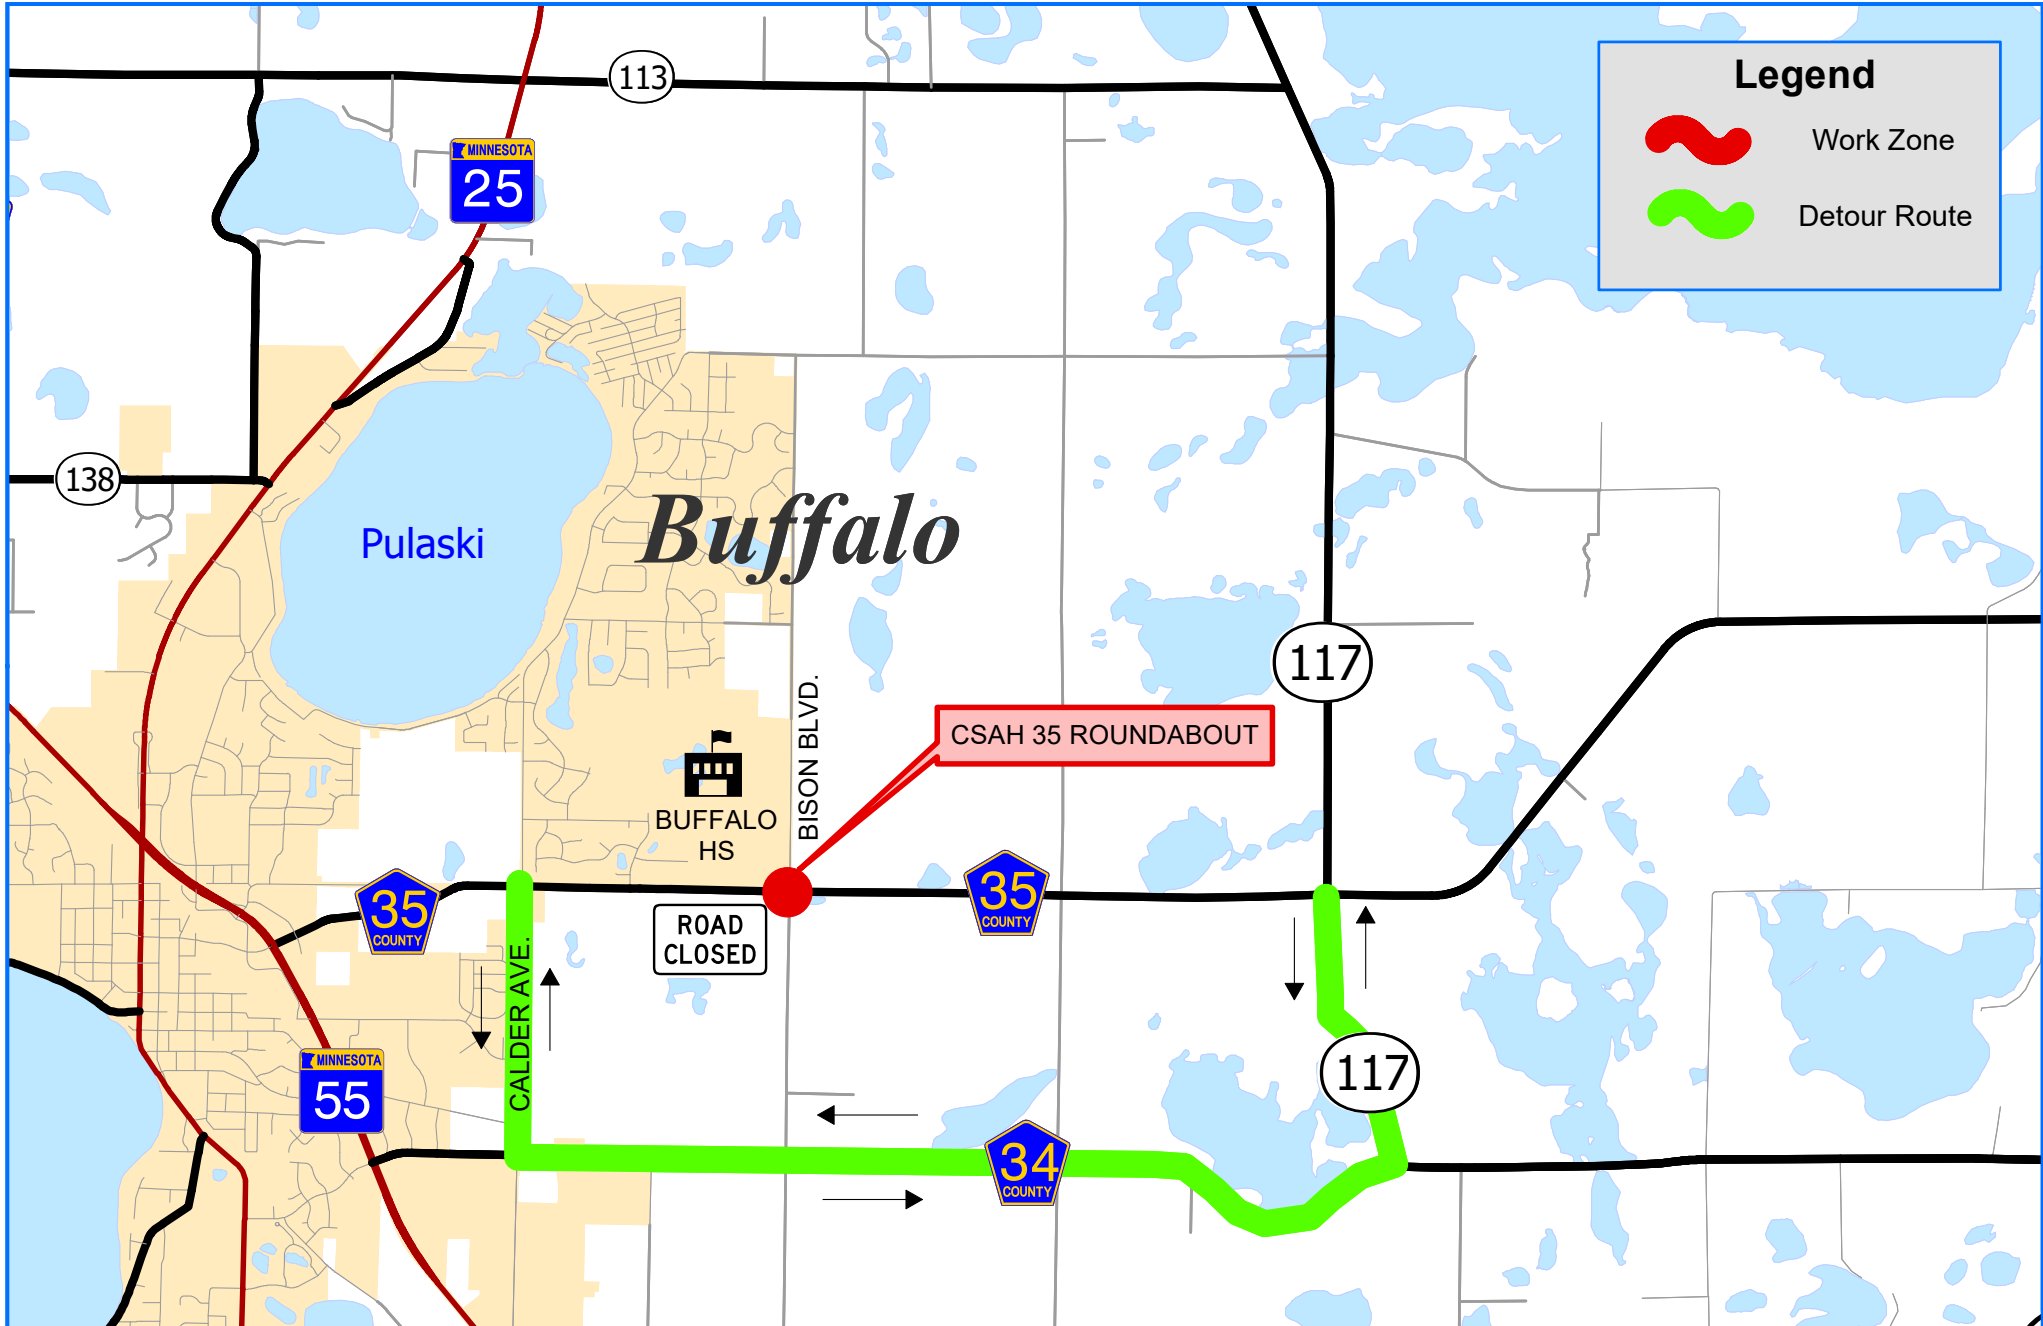 113
Legend
Work Zone
Detour Route
MINNESOTA
25
138
Pulaski
Buffalo
117
BISON BLVD.
CSAH 35 ROUNDABOUT
BUFFALO
HS
35
COUNTY
35
COUNTY
ROAD
CLOSED
CALDER AVE.
MINNESOTA
55
117
34
COUNTY